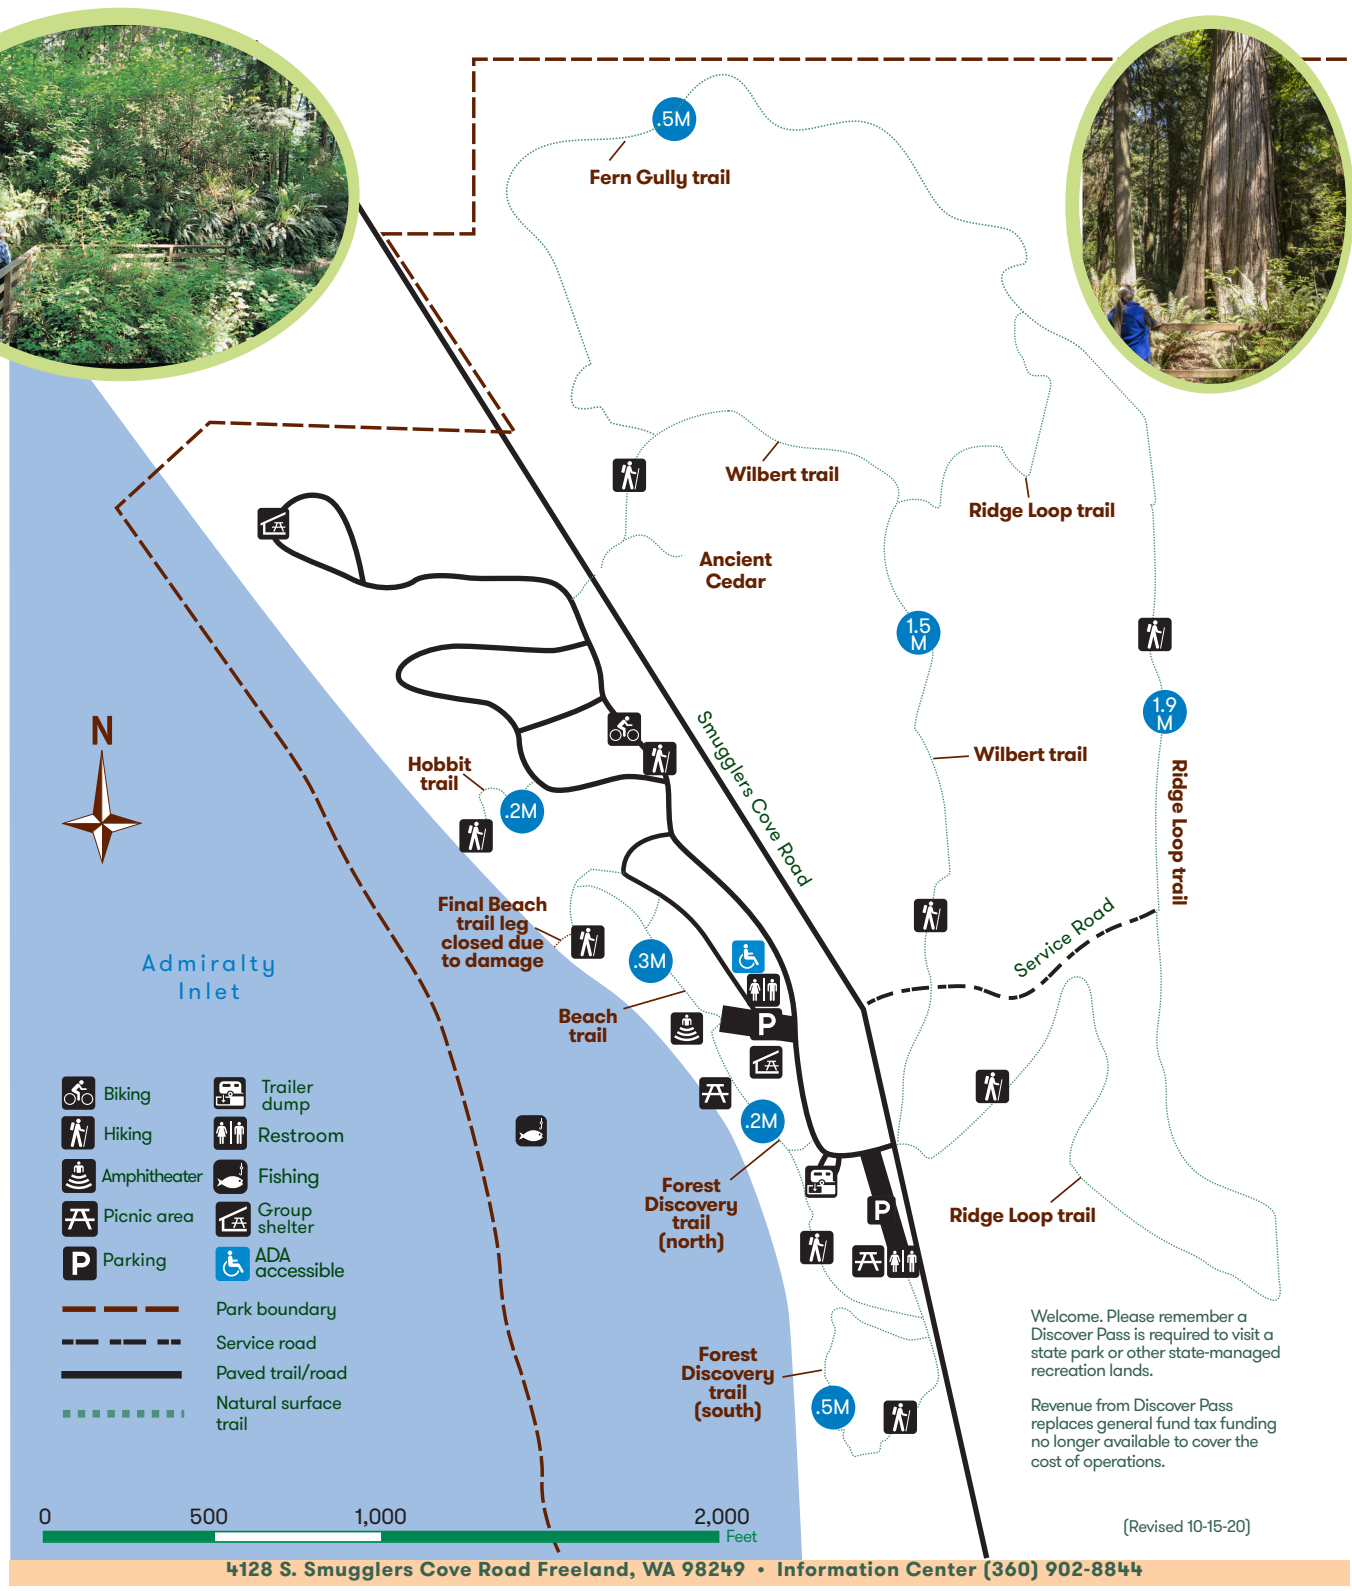 .5M
Fern Gully trail
Wilbert trail
Ridge Loop trail
Ancient
Cedar
1.5
M
1.9
M
Smugglers Cove Road
Wilbert trail
Ridge Loop trail
N
Hobbit
trail
.2M
Final Beach
trail leg
closed due
to damage
.3M
Service Road
Admiralty
Inlet
Beach
trail
P
.2M
Forest
Discovery
trail
(north)
P
Ridge Loop trail
Biking
Trailer
dump
Hiking
Restroom
Amphitheater
Fishing
Picnic area
Group
shelter
P
Parking
ADA
accessible
Park boundary
Service road
Paved trail/road
Natural surface
trail
Forest
Discovery
trail
(south)
.5M
Welcome. Please remember a
Discover Pass is required to visit a
state park or other state-managed
recreation lands.
Revenue from Discover Pass
replaces general fund tax funding
no longer available to cover the
cost of operations.
0 500 1,000 2,000
Feet
(Revised 10-15-20)
4128 S. Smugglers Cove Road Freeland, WA 98249 • Information Center (360) 902-8844